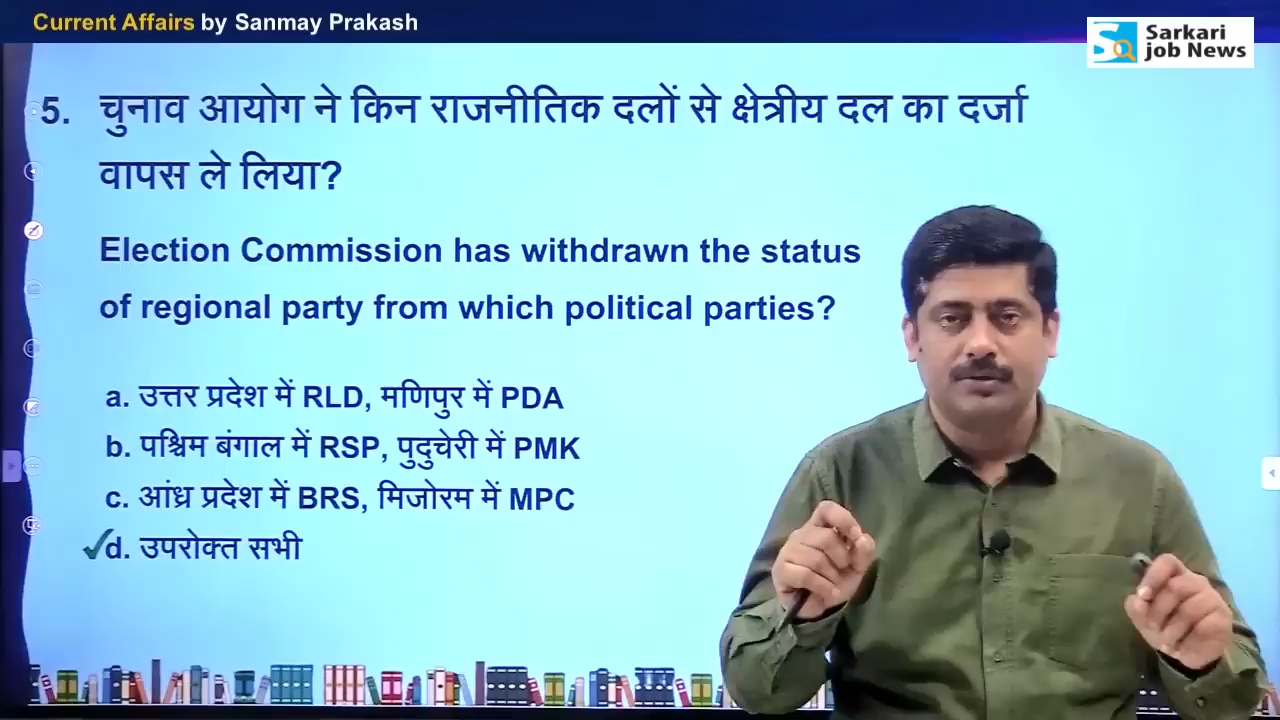 Current Affairs by Sanmay Prakash
Sarkari
job News
5. चुनाव आयोग ने किन राजनीतिक दलों से क्षेत्रीय दल का दर्जा
वापस ले लिया?
Election Commission has withdrawn the status
of regional party from which political parties?
a. उत्तर प्रदेश में RLD, मणिपुर में PDA
b. पश्चिम बंगाल में RSP, पुदुचेरी में PMK
c. आंध्र प्रदेश में BRS, मिजोरम में MPC
d. उपरोक्त सभी